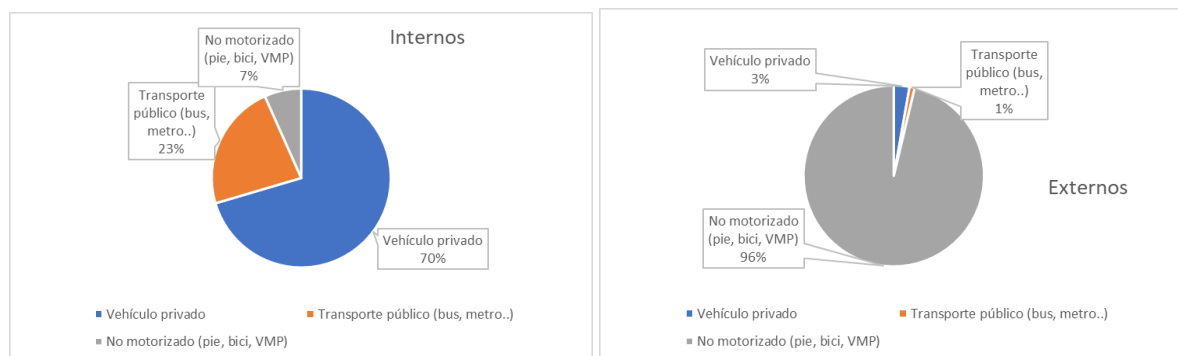 Internos
No motorizado
(pie, bici, VMP)
7%
Transporte
público (bus,
metro..)
23%
Vehículo privado
70%
Vehículo privado
Transporte público (bus, metro..)
No motorizado (pie, bici, VMP)
Vehículo privado
3%
Transporte
público (bus,
metro..)
1%
Externos
No motorizado
(pie, bici, VMP)
96%
Vehículo privado
Transporte público (bus, metro..)
No motorizado (pie, bici, VMP)